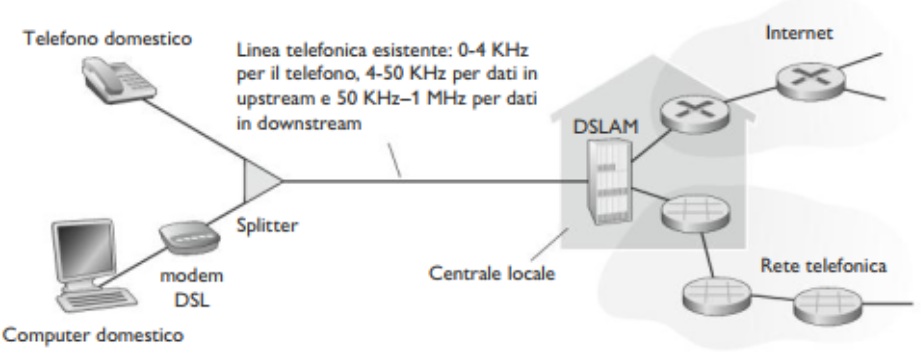 Telefono domestico
Linea telefonica esistente: 0-4 KHz
per il telefono, 4-50 KHz per dati in
upstream e 50 KHz–1 MHz per dati
in downstream
Internet
DSLAM
Splitter
modem
DSL
Centrale locale
Rete telefonica
Computer domestico